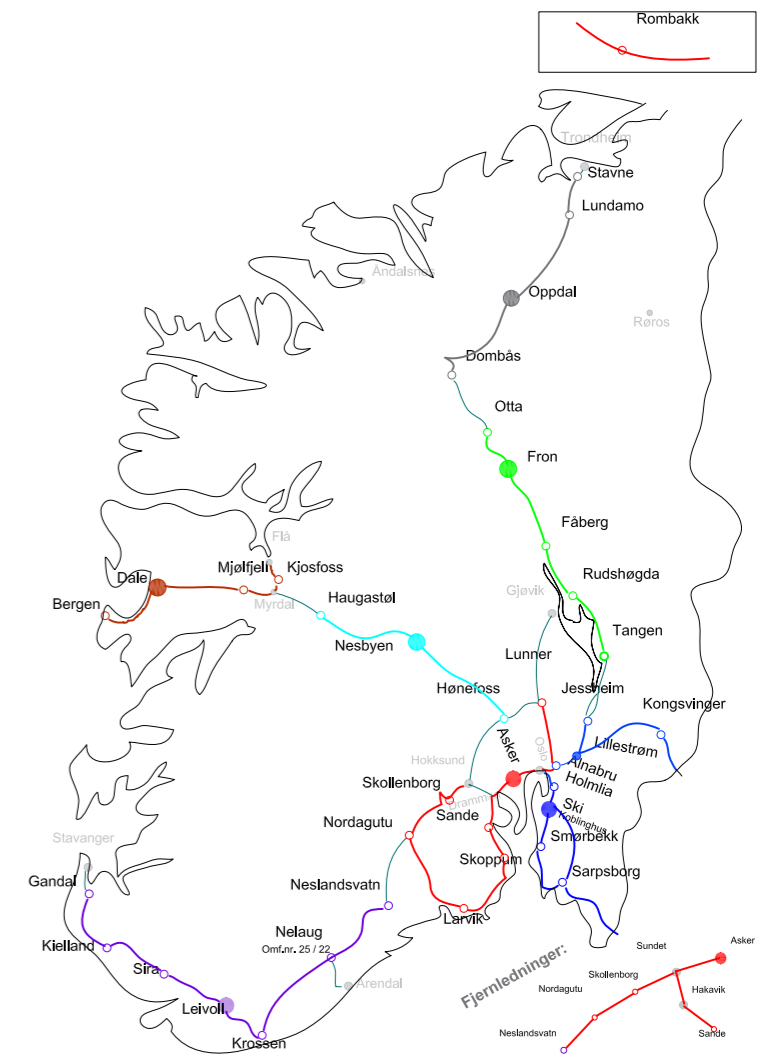 Rombakk
Trondheim
Stavne
Lundamo
Åndalsnes
Oppdal
Røros
Dombås
Otta
Fron
Fåberg
Flå
Mjølfjell
Kjosfoss
Dale
Rudshøgda
Gjøvik
Bergen
Myrdal
Haugastøl
Tangen
Nesbyen
Lunner
Hønefoss
Jessheim
Kongsvinger
Asker
Oslo
Lillestrøm
Hokksund
Alnabru
Holmlia
Skollenborg
Drammen
Ski
Sande
Koblinghus
Nordagutu
Smørbekk
Stavanger
Skoppum
Sarpsborg
Gandal
Neslandsvatn
Larvik
Nelaug
Omf.nr. 25 / 22
Kielland
Sira
Arendal
Leivoll
Krossen
Fjernledninger:
Sundet
Asker
Skollenborg
Hakavik
Nordagutu
Neslandsvatn
Sande